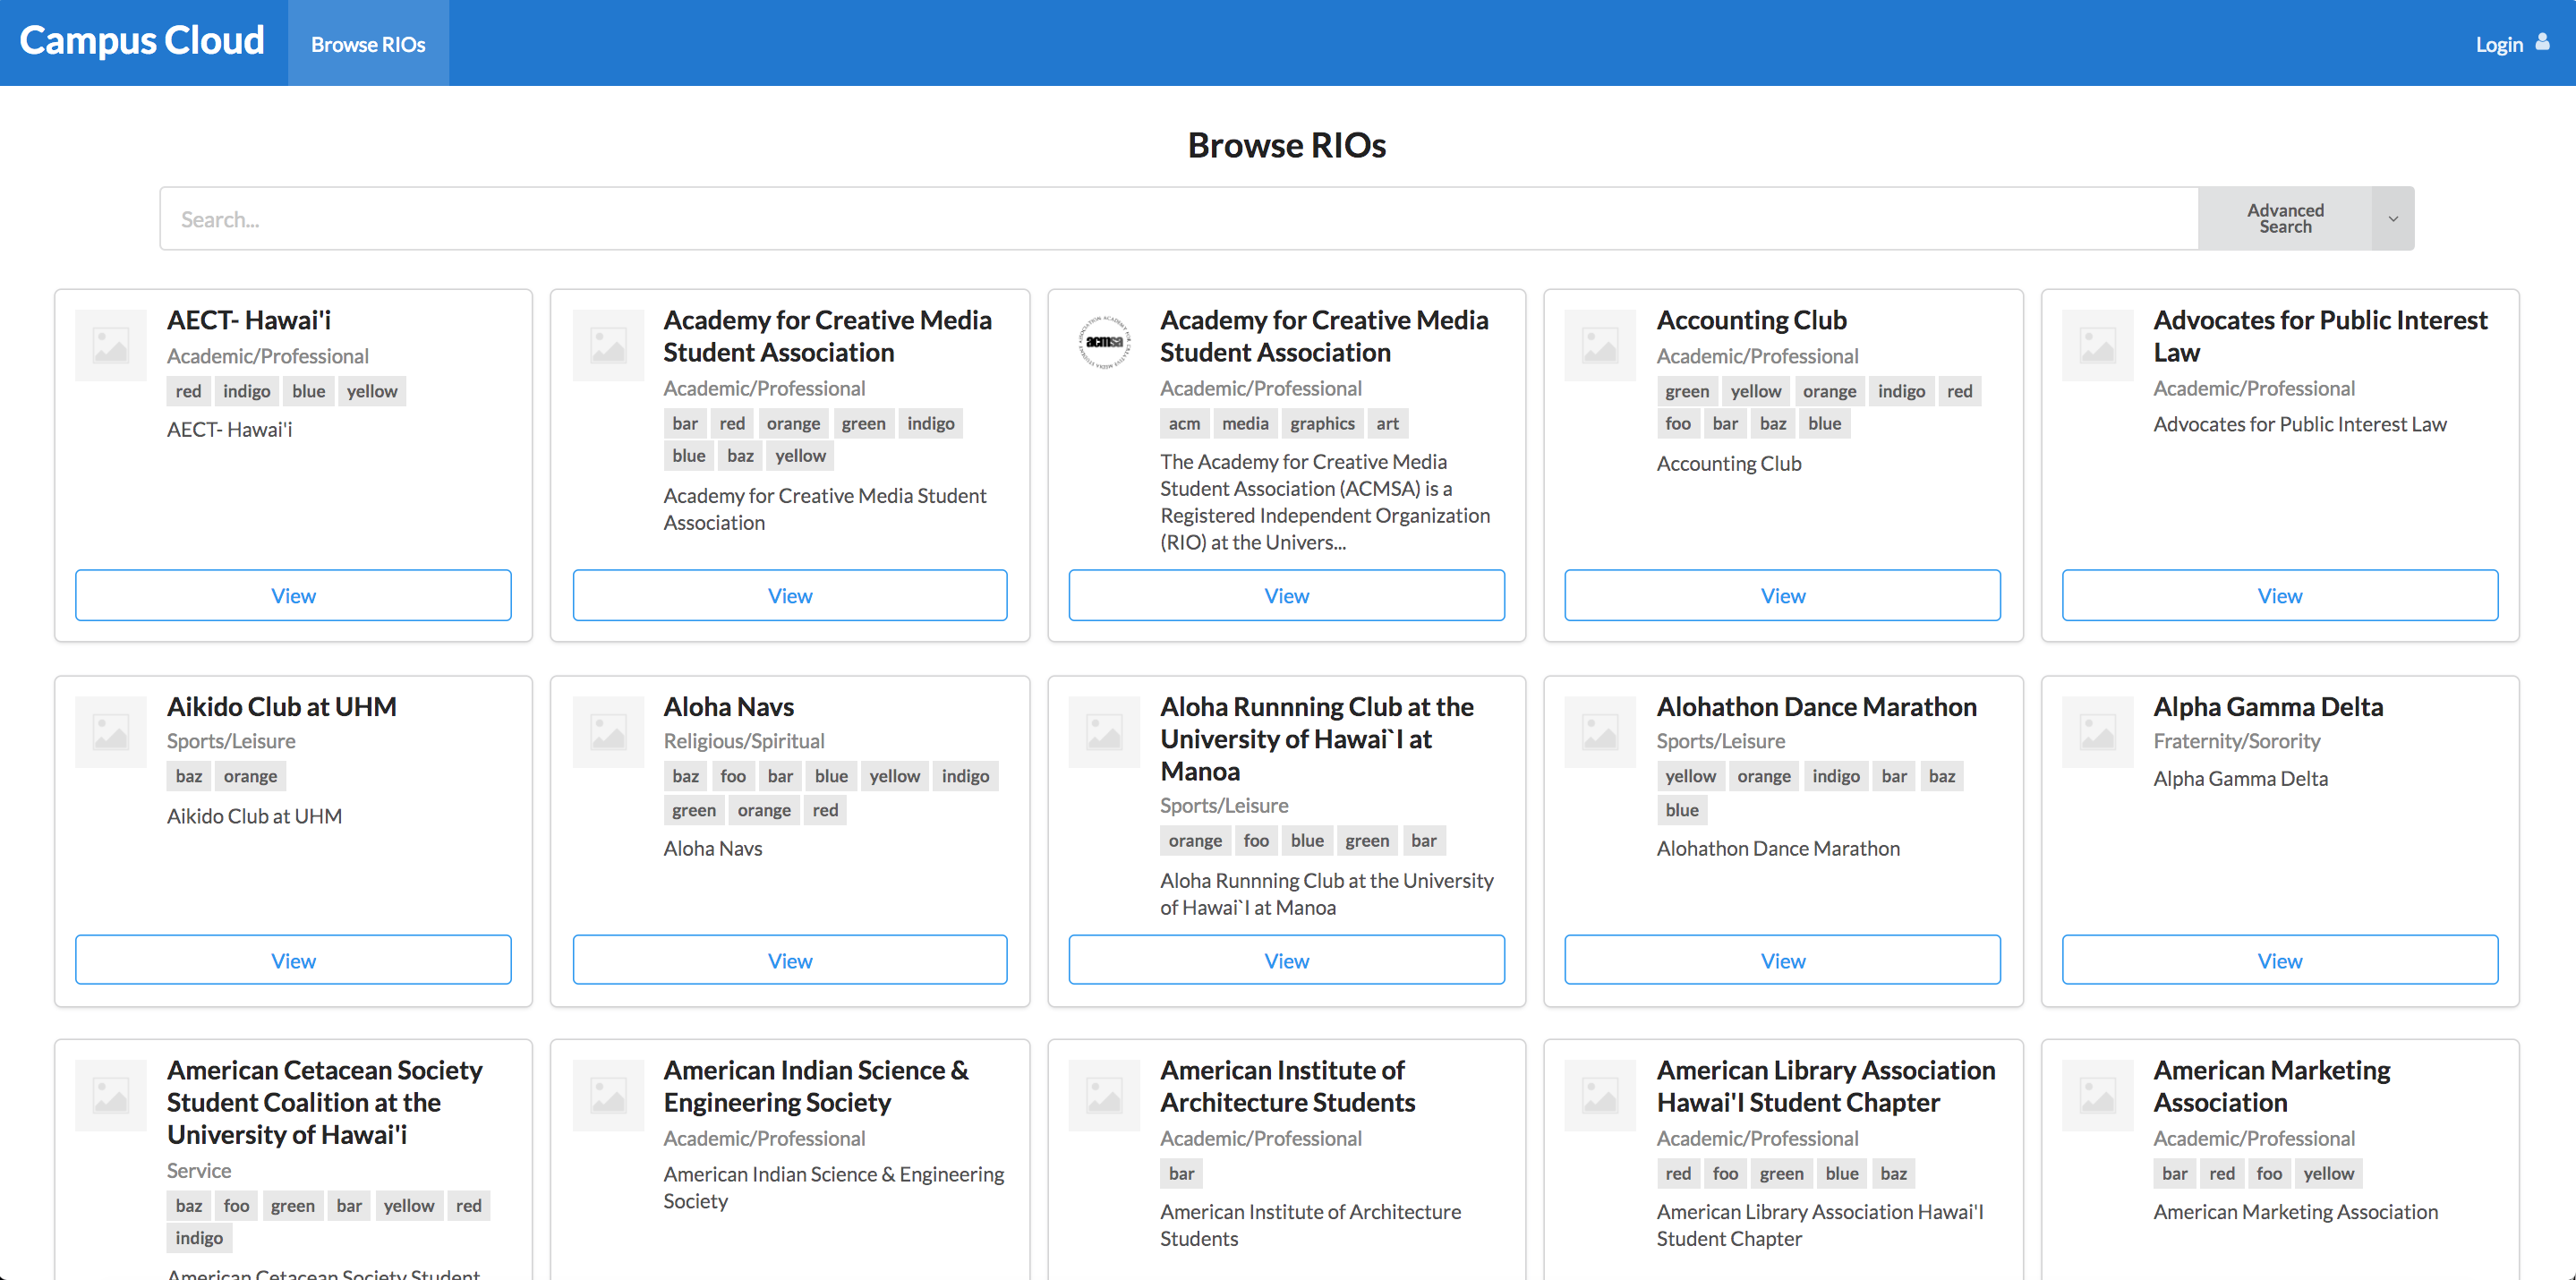 Campus Cloud
Browse RIOs
Login
Browse RIOs
Search...
Advanced
Search
AECT- Hawai'i
Academic/Professional
red indigo blue yellow
AECT- Hawai'i
View
Academy for Creative Media
Student Association
Academic/Professional
bar red orange green indigo
blue baz yellow
Academy for Creative Media Student
Association
View
acmsa
Academy for Creative Media
Student Association
Academic/Professional
acm media graphics art
The Academy for Creative Media
Student Association (ACMSA) is a
Registered Independent Organization
(RIO) at the Univers...
View
Accounting Club
Academic/Professional
green yellow orange indigo red
foo bar baz blue
Accounting Club
View
Advocates for Public Interest
Law
Academic/Professional
Advocates for Public Interest Law
View
Aikido Club at UHM
Sports/Leisure
baz orange
Aikido Club at UHM
View
Aloha Navs
Religious/Spiritual
baz foo bar blue yellow indigo
green orange red
Aloha Navs
View
Aloha Runnning Club at the
University of Hawai`I at
Manoa
Sports/Leisure
orange foo blue green bar
Aloha Runnning Club at the University
of Hawai`I at Manoa
View
Alohathon Dance Marathon
Sports/Leisure
yellow orange indigo bar baz
blue
Alohathon Dance Marathon
View
Alpha Gamma Delta
Fraternity/Sorority
Alpha Gamma Delta
View
American Cetacean Society
Student Coalition at the
University of Hawai'i
Service
baz foo green bar yellow red
indigo
American Cetacean Society Student
American Indian Science &
Engineering Society
Academic/Professional
American Indian Science & Engineering
Society
American Institute of
Architecture Students
Academic/Professional
bar
American Institute of Architecture
Students
American Library Association
Hawai'I Student Chapter
Academic/Professional
red foo green blue baz
American Library Association Hawai'I
Student Chapter
American Marketing
Association
Academic/Professional
bar red foo yellow
American Marketing Association